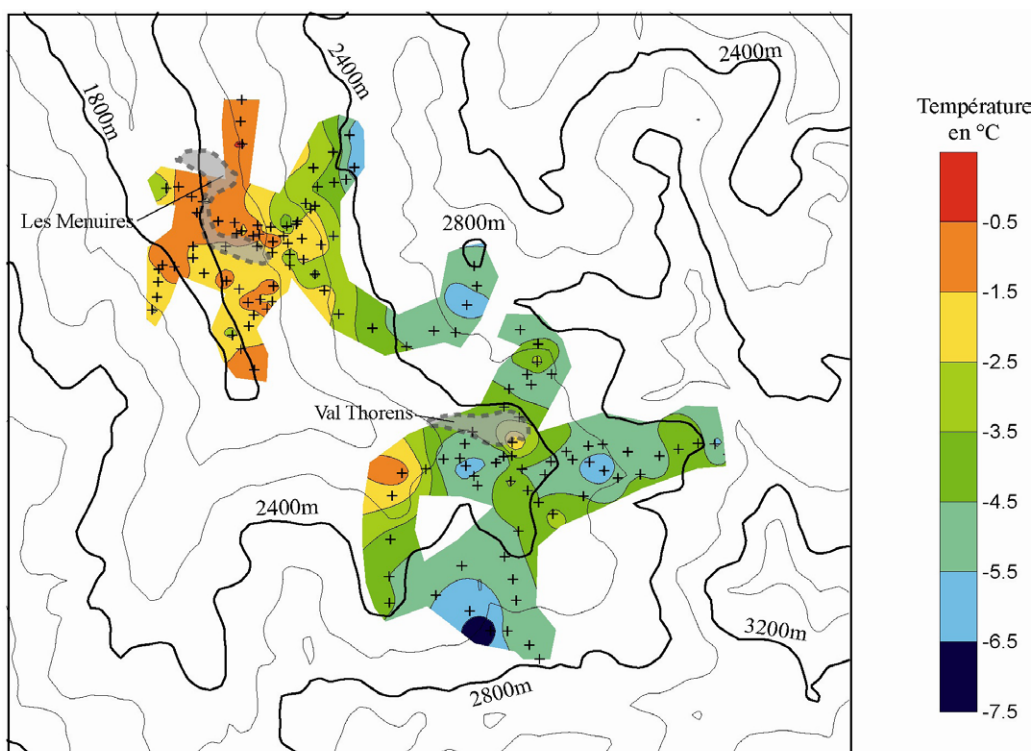 2400m
2400m
1800m
Les Menuires
2800m
Val Thorens
2400m
3200m
2800m
Température
en °C
-0.5
-1.5
-2.5
-3.5
-4.5
-5.5
-6.5
-7.5